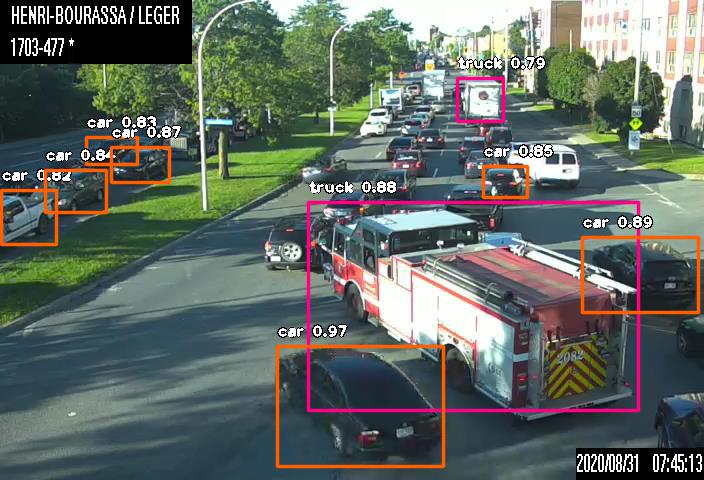 HENRI-BOURASSA / LEGER
1703-477 *
truck 0.79
car 0.83
car 0.87
car 0.84
car 0.85
car 0.82
truck 0.88
car 0.89
car 0.97
2082
2020/08/31 07:45:13